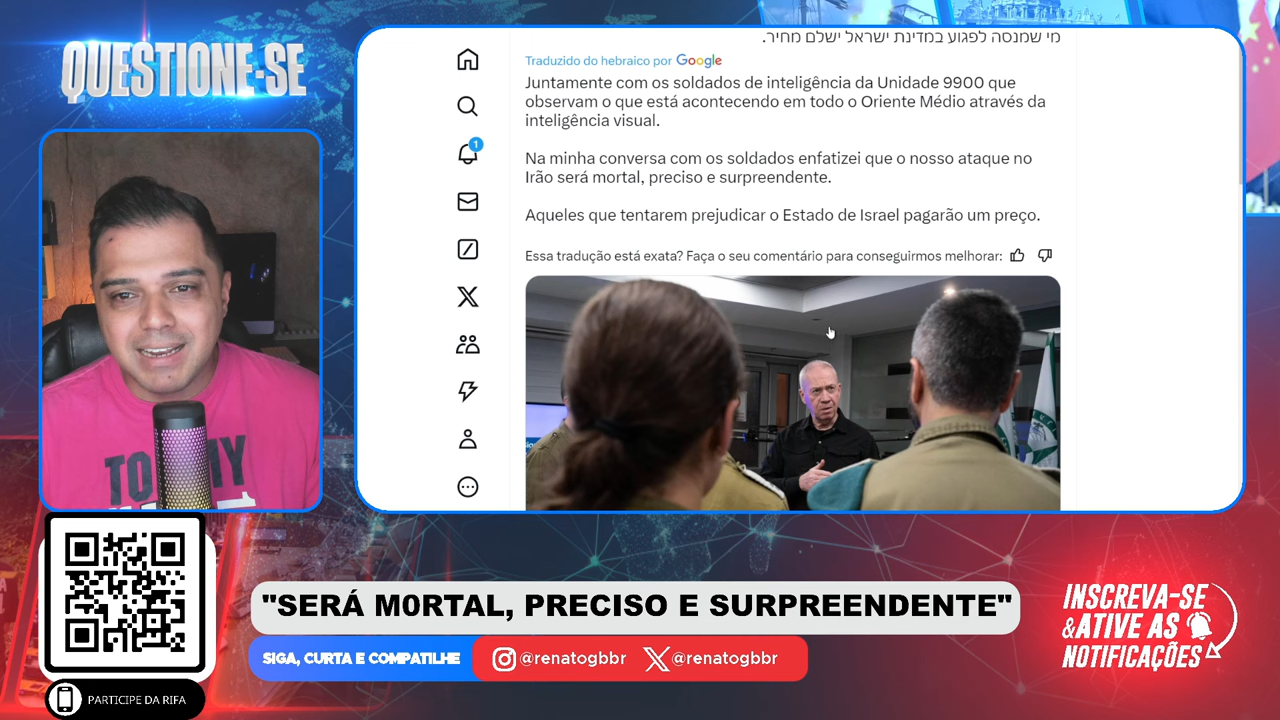 QUESTIONE-SE
מי שמנסה לפגוע במדינת ישראל ישלם מחיר.
Traduzido do hebraico por Google
Juntamente com os soldados de inteligência da Unidade 9900 que
observam o que está acontecendo em todo o Oriente Médio através da
inteligência visual.
Na minha conversa com os soldados enfatizei que o nosso ataque no
Irão será mortal, preciso e surpreendente.
Aqueles que tentarem prejudicar o Estado de Israel pagarão um preço.
Essa tradução está exata? Faça o seu comentário para conseguirmos melhorar:
1
"SERÁ M0RTAL, PRECISO E SURPREENDENTE"
SIGA, CURTA E COMPATILHE
@renatogbbr
@renatogbbr
INSCREVA-SE
&ATIVE AS
NOTIFICAÇÕES
PARTICIPE DA RIFA